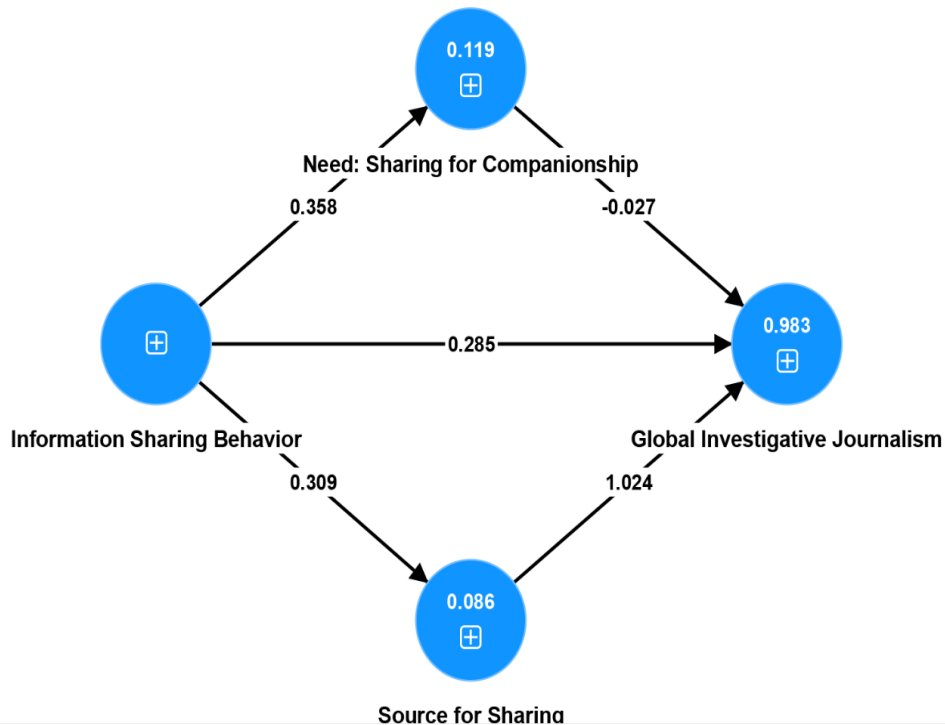 0.119
Need: Sharing for Companionship
0.358
-0.027
0.983
0.285
Information Sharing Behavior
Global Investigative Journalism
0.309
1.024
0.086
Source for Sharing